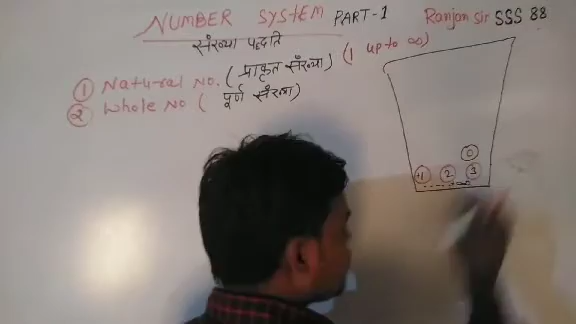 NUMBER SYSTEM PART-1 Ranjan Sir SSS 88
संख्या पद्धति
① Natural No. (प्राकृत संख्या) (1 up to ∞)
② Whole No ( पूर्ण संख्या)
0
1 2 3